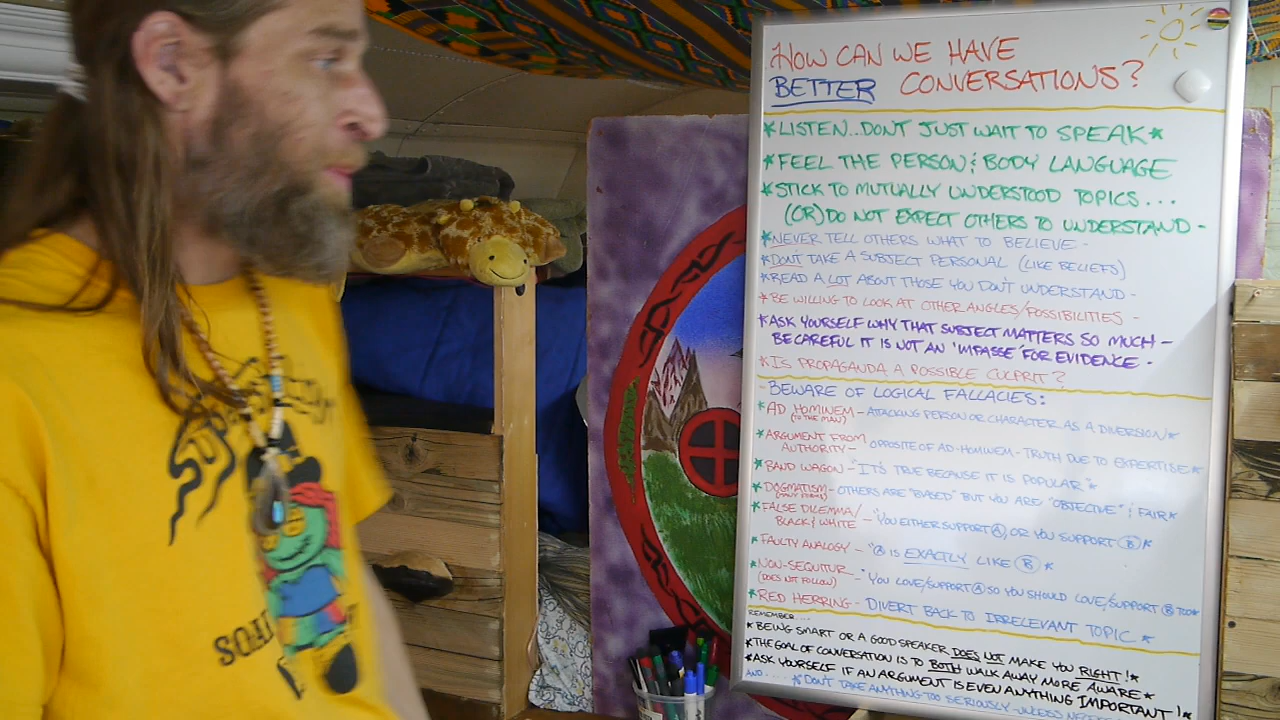 HOW CAN WE HAVE
BETTER CONVERSATIONS?
*LISTEN..DONT JUST WAIT TO SPEAK*
*FEEL THE PERSON & BODY LANGUAGE
*STICK TO MUTUALLY UNDERSTOOD TOPICS...
(OR) DO NOT EXPECT OTHERS TO UNDERSTAND-
*NEVER TELL OTHERS WHAT TO BELIEVE-
*DONT TAKE A SUBJECT PERSONAL (LIKE BELIEFS)
*READ A LOT ABOUT THOSE YOU DON'T UNDERSTAND-
*BE WILLING TO LOOK AT OTHER ANGLES/POSSIBILITIES-
*ASK YOURSELF WHY THAT SUBJECT MATTERS SO MUCH-
BE CAREFUL IT IS NOT AN 'IMPASSE' FOR EVIDENCE-
*IS PROPAGANDA A POSSIBLE CULPRIT?
-BEWARE OF LOGICAL FALLACIES:
*AD HOMINEM - ATTACKING PERSON OR CHARACTER AS A DIVERSION*
(TO THE MAN)
*ARGUMENT FROM AUTHORITY- OPPOSITE OF AD-HOMINEM-TRUTH DUE TO EXPERTISE*
*BAND WAGON-"IT'S TRUE BECAUSE IT IS POPULAR"*
*DOGMATISM- OTHERS ARE "BIASED" BUT YOU ARE "OBJECTIVE" & FAIR*
(MANY FORMS)
*FALSE DILEMMA/ BLACK & WHITE -"YOU EITHER SUPPORT A, OR YOU SUPPORT B*
*FAULTY ANALOGY - "A IS EXACTLY LIKE B*
*NON-SEQUITUR - "YOU LOVE/SUPPORT A SO YOU SHOULD LOVE/SUPPORT B TOO*
(DOES NOT FOLLOW)
*RED HERRING- DIVERT BACK TO IRRELEVANT TOPIC*
REMEMBER....
*BEING SMART OR A GOOD SPEAKER DOES NOT MAKE YOU RIGHT!*
*THE GOAL OF CONVERSATION IS TO BOTH WALK AWAY MORE AWARE*
*ASK YOURSELF IF AN ARGUMENT IS EVEN ANYTHING IMPORTANT!*
AND.... *DON'T TAKE ANYTHING TOO SERIOUSLY-UNLESS